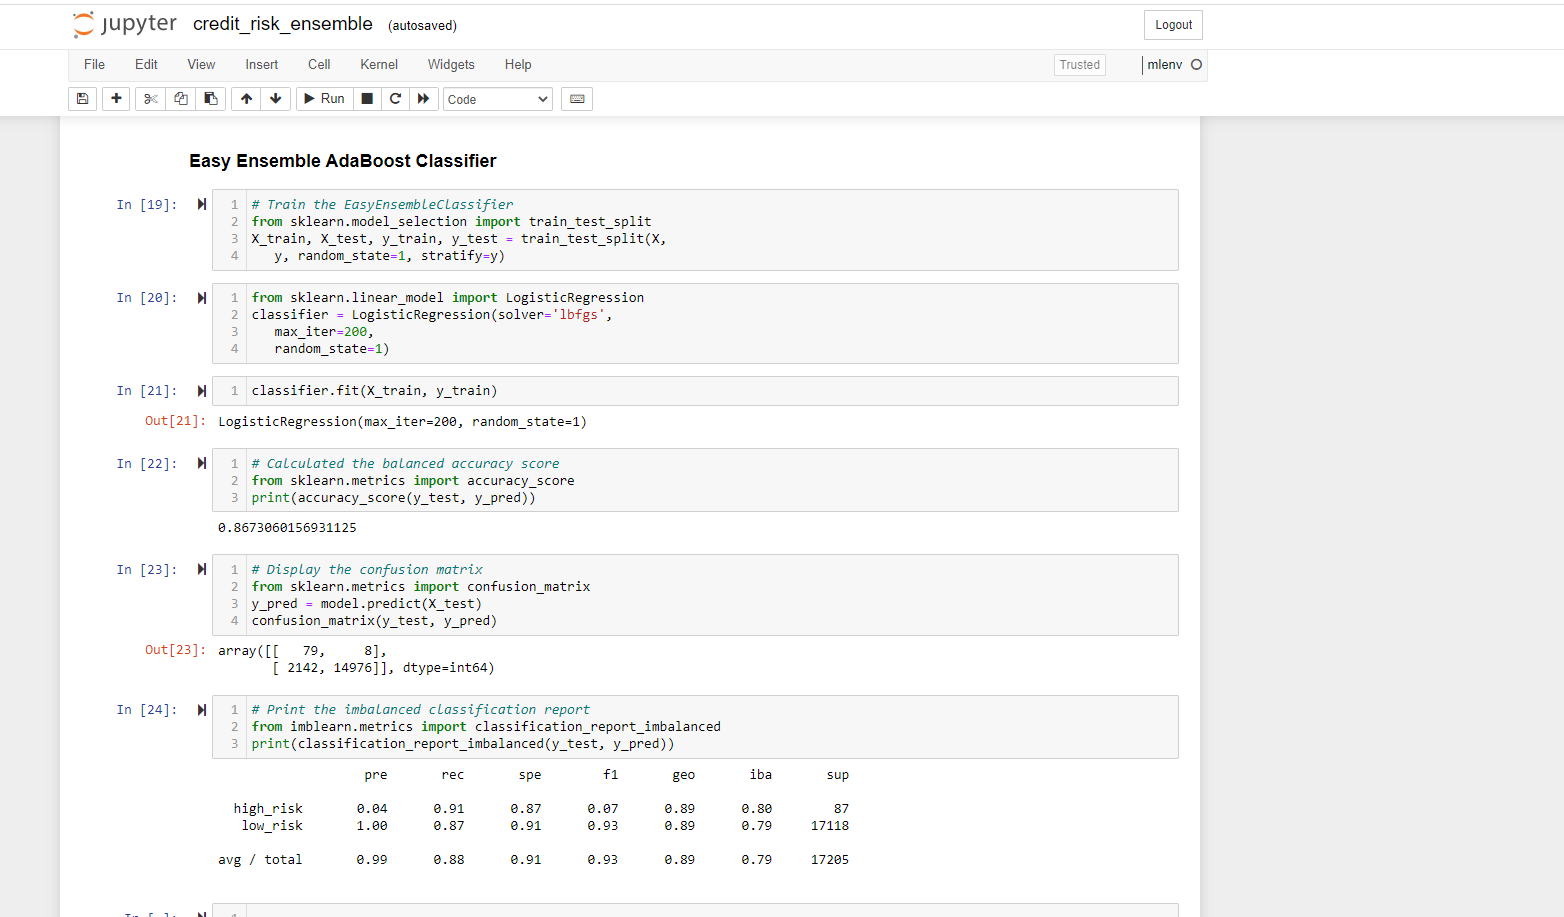 jupyter credit_risk_ensemble (autosaved) Logout
File Edit View Insert Cell Kernel Widgets Help Trusted mlenv
Run Code
Easy Ensemble AdaBoost Classifier
In [19]:
1 # Train the EasyEnsembleClassifier
2 from sklearn.model_selection import train_test_split
3 X_train, X_test, y_train, y_test = train_test_split(X,
4    y, random_state=1, stratify=y)
In [20]:
1 from sklearn.linear_model import LogisticRegression
2 classifier = LogisticRegression(solver='lbfgs',
3    max_iter=200,
4    random_state=1)
In [21]:
1 classifier.fit(X_train, y_train)
Out[21]: LogisticRegression(max_iter=200, random_state=1)
In [22]:
1 # Calculated the balanced accuracy score
2 from sklearn.metrics import accuracy_score
3 print(accuracy_score(y_test, y_pred))
0.8673060156931125
In [23]:
1 # Display the confusion matrix
2 from sklearn.metrics import confusion_matrix
3 y_pred = model.predict(X_test)
4 confusion_matrix(y_test, y_pred)
Out[23]: array([[   79,     8],
       [ 2142, 14976]], dtype=int64)
In [24]:
1 # Print the imbalanced classification report
2 from imblearn.metrics import classification_report_imbalanced
3 print(classification_report_imbalanced(y_test, y_pred))
pre rec spe f1 geo iba sup
high_risk 0.04 0.91 0.87 0.07 0.89 0.80 87
low_risk 1.00 0.87 0.91 0.93 0.89 0.79 17118
avg / total 0.99 0.88 0.91 0.93 0.89 0.79 17205